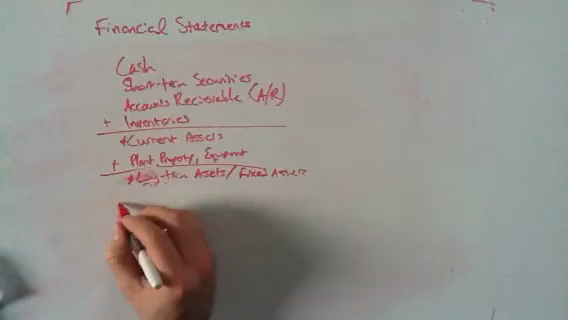 Financial Statements
Cash
Short-term Securities
Accounts Recievable (A/R)
+ Inventories
*Current Assets
+ Plant, Property, Equipment
*Long-term Assets/Fixed Assets